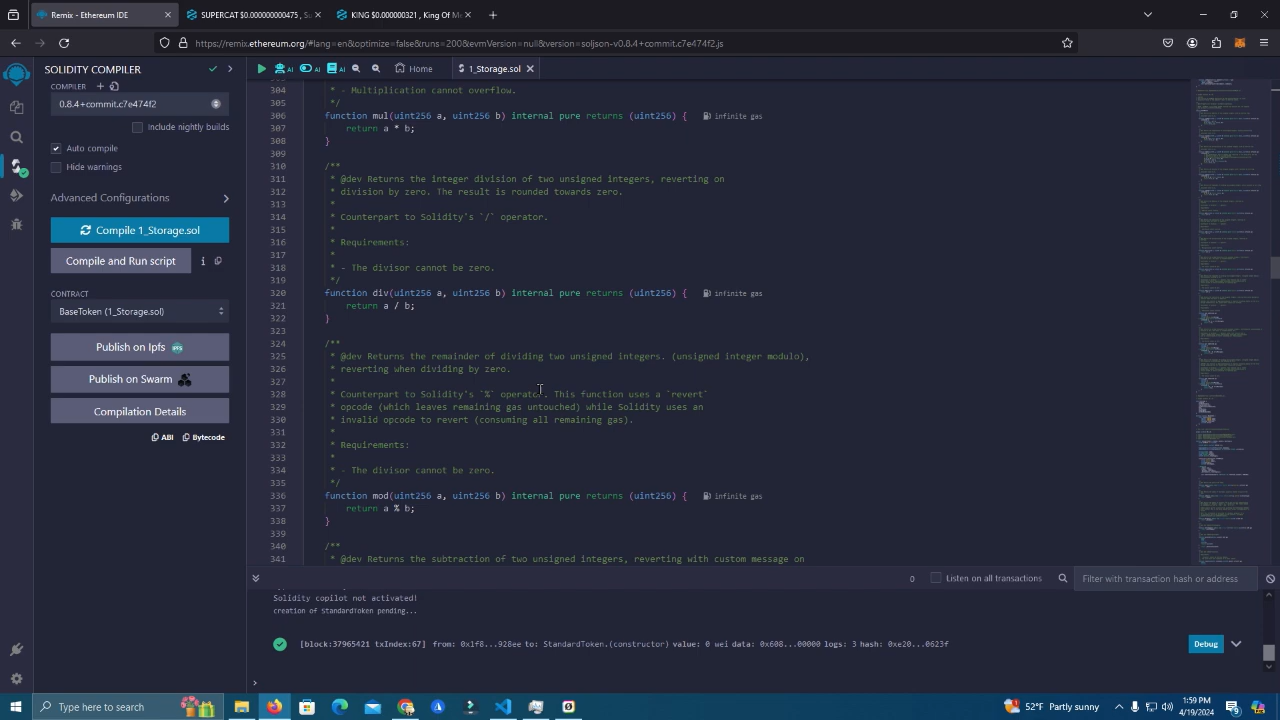 Remix - Ethereum IDE
SUPERCAT $0.000000000475 , Su
KING $0.000000321 , King Of Me
https://remix.ethereum.org/#lang=en&optimize=false&runs=200&evmVersion=null&version=soljson-v0.8.4+commit.c7e474f2.js
SOLIDITY COMPILER
COMPILER
0.8.4+commit.c7e474f2
Include nightly builds
Auto compile
Hide warnings
Advanced Configurations
Compile 1_Storage.sol
Compile and Run script
CONTRACT
BaseToken (1_Storage.sol)
Publish on Ipfs
Publish on Swarm
Compilation Details
ABI
Bytecode
AI
AI
AI
Home
1_Storage.sol
303
304 * - Multiplication cannot overflow.
305 */
306 function mul(uint256 a, uint256 b) internal pure returns (uint256) { infinite gas
307 return a * b;
308 }
309
310 /**
311 * @dev Returns the integer division of two unsigned integers, reverting on
312 * division by zero. The result is rounded towards zero.
313 *
314 * Counterpart to Solidity's `/` operator.
315 *
316 * Requirements:
317 *
318 * - The divisor cannot be zero.
319 */
320 function div(uint256 a, uint256 b) internal pure returns (uint256) { infinite gas
321 return a / b;
322 }
323
324 /**
325 * @dev Returns the remainder of dividing two unsigned integers. (unsigned integer modulo),
326 * reverting when dividing by zero.
327 *
328 * Counterpart to Solidity's `%` operator. This function uses a `revert`
329 * opcode (which leaves remaining gas untouched) while Solidity uses an
330 * invalid opcode to revert (consuming all remaining gas).
331 *
332 * Requirements:
333 *
334 * - The divisor cannot be zero.
335 */
336 function mod(uint256 a, uint256 b) internal pure returns (uint256) { infinite gas
337 return a % b;
338 }
339
340 /**
341 * @dev Returns the subtraction of two unsigned integers, reverting with custom message on
0
Listen on all transactions
Filter with transaction hash or address
Solidity copilot not activated!
creation of StandardToken pending...
[block:37965421 txIndex:67] from: 0x1f8...928ee to: StandardToken.(constructor) value: 0 wei data: 0x608...00000 logs: 3 hash: 0xe20...0623f
Debug
>
Type here to search
52°F Mostly sunny
1:59 PM
4/19/2024
9